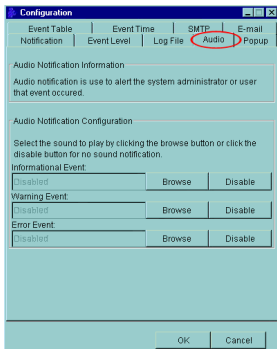 Configuration
Event Table Event Time SMTP E-mail
Notification Event Level Log File Audio Popup
Audio Notification Information
Audio notification is use to alert the system administrator or user
that event occured.
Audio Notification Configuration
Select the sound to play by clicking the browse button or click the
disable button for no sound notification.
Informational Event:
Disabled Browse Disable
Warning Event:
Disabled Browse Disable
Error Event:
Disabled Browse Disable
OK Cancel